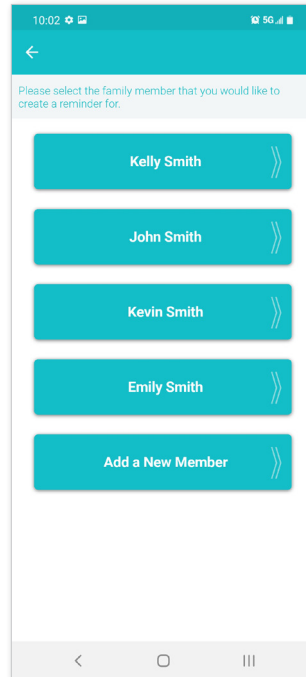 10:02 5G
Please select the family member that you would like to
create a reminder for.
Kelly Smith
John Smith
Kevin Smith
Emily Smith
Add a New Member